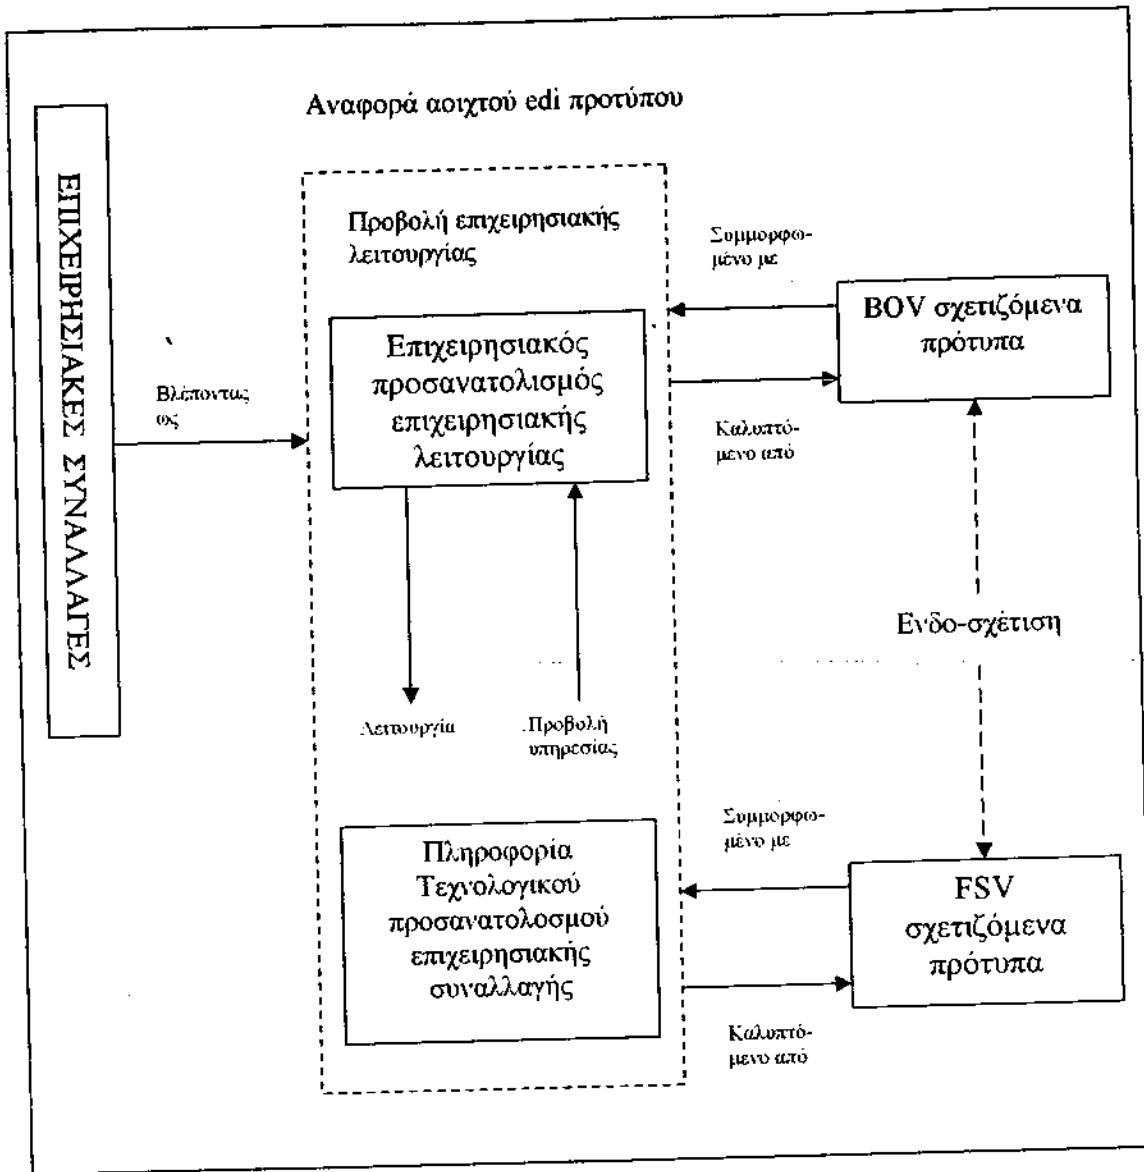 Αναφορά αοιχτού edi προτύπου
ΕΠΙΧΕΙΡΗΣΙΑΚΕΣ ΣΥΝΑΛΛΑΓΕΣ
Βλέποντας
ως
Προβολή επιχειρησιακής
λειτουργίας
Επιχειρησιακός
προσανατολισμός
επιχειρησιακής
λειτουργίας
Συμμορφω-
μένο με
BOV σχετιζόμενα
πρότυπα
Καλυπτό-
μενο από
Ενδο-σχέτιση
Λειτουργία
Προβολή
υπηρεσίας
Πληροφορία
Τεχνολογικού
προσανατολοσμού
επιχειρησιακής
συναλλαγής
Συμμορφω-
μένο με
FSV
σχετιζόμενα
πρότυπα
Καλυπτό-
μενο από